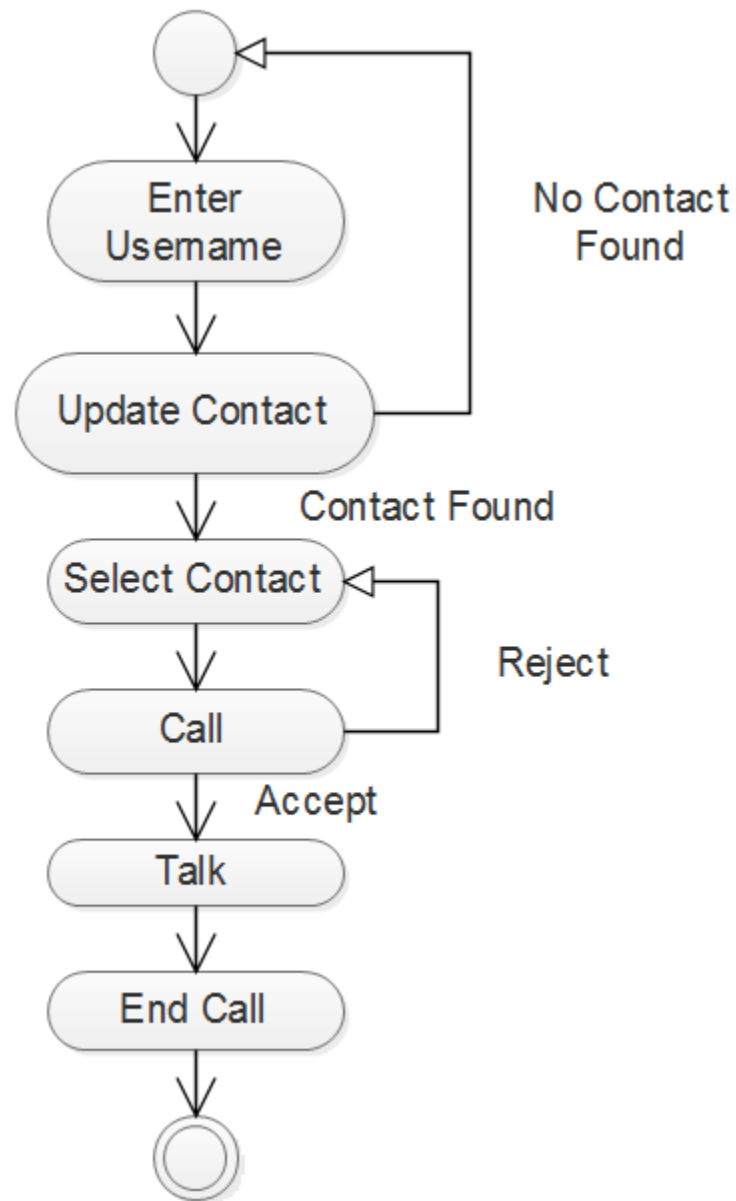 Enter
Username
No Contact
Found
Update Contact
Contact Found
Select Contact
Reject
Call
Accept
Talk
End Call